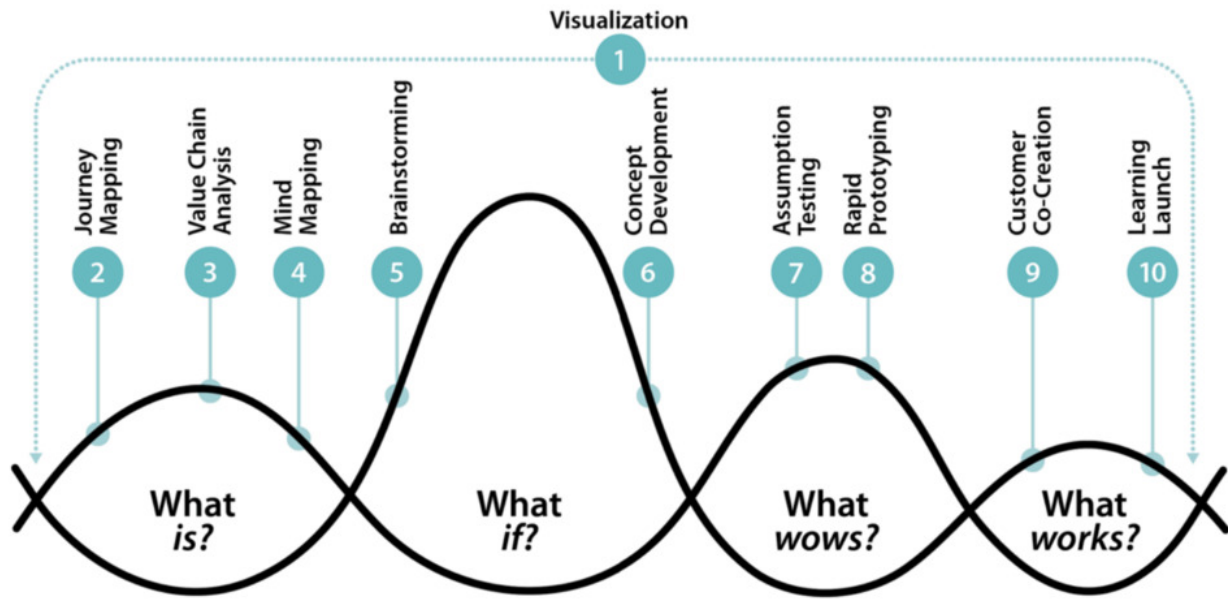 Visualization
1
Journey
Mapping
2
Value Chain
Analysis
3
Mind
Mapping
4
Brainstorming
5
Concept
Development
6
Assumption
Testing
7
Rapid
Prototyping
8
Customer
Co-Creation
9
Learning
Launch
10
What
is?
What
if?
What
wows?
What
works?